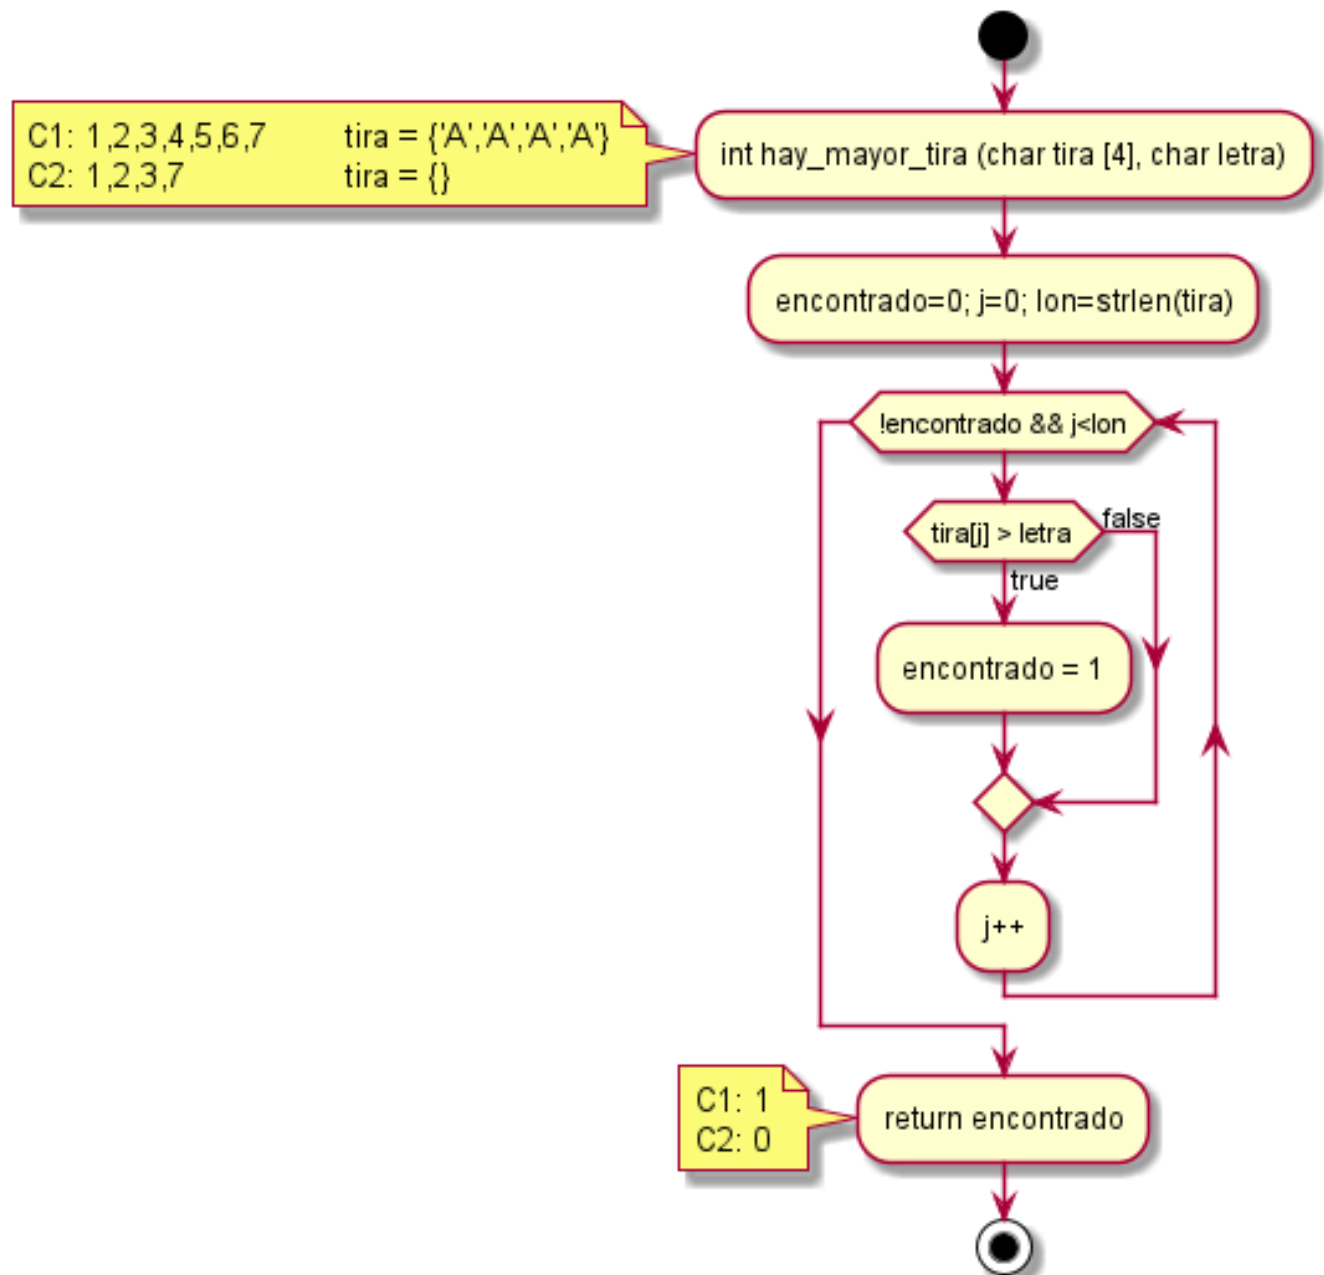 C1: 1,2,3,4,5,6,7 tira = {'A','A','A','A'}
C2: 1,2,3,7 tira = {}
int hay_mayor_tira (char tira [4], char letra)
encontrado=0; j=0; lon=strlen(tira)
!encontrado && j<lon
tira[j] > letra
false
true
encontrado = 1
j++
C1: 1
C2: 0
return encontrado